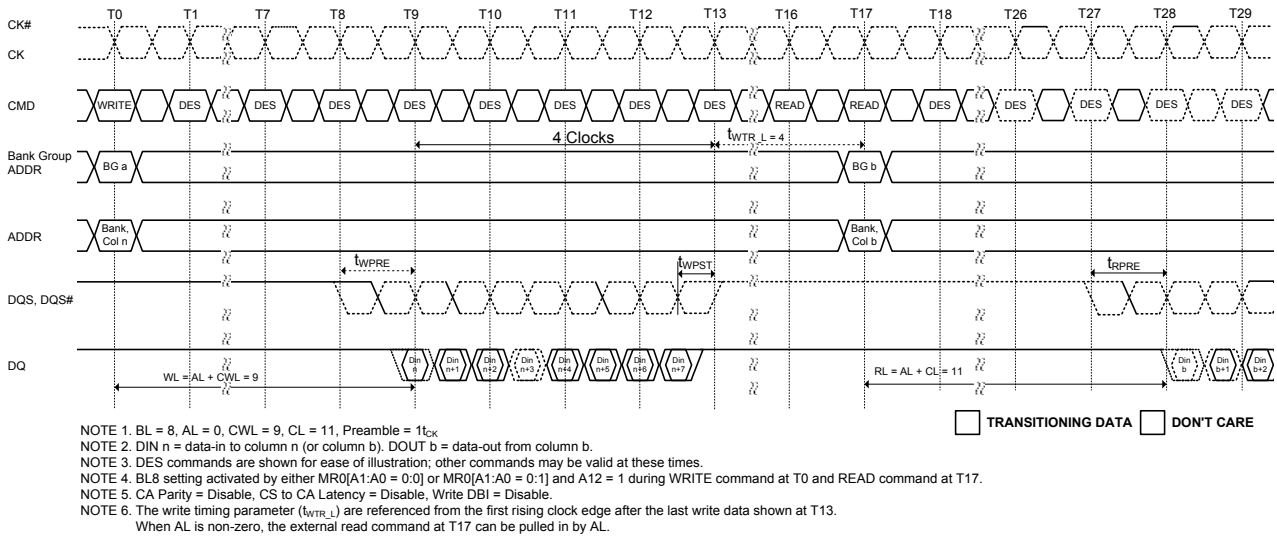 T0 T1 T7 T8 T9 T10 T11 T12 T13 T16 T17 T18 T26 T27 T28 T29
CK#
CK
CMD WRITE DES DES DES DES DES DES DES DES READ READ DES DES DES DES DES
4 Clocks tWTR_L = 4
Bank Group
ADDR
BG a BG b
ADDR
Bank, Bank,
Col n Col b
tWPRE tWPST tRPRE
DQS, DQS#
DQ
Din Din Din Din Din Din Din Din Din Din Din
n n+1 n+2 n+3 n+4 n+5 n+6 n+7 b b+1 b+2
WL = AL + CWL = 9 RL = AL + CL = 11
TRANSITIONING DATA DON'T CARE
NOTE 1. BL = 8, AL = 0, CWL = 9, CL = 11, Preamble = 1tCK
NOTE 2. DIN n = data-in to column n (or column b). DOUT b = data-out from column b.
NOTE 3. DES commands are shown for ease of illustration; other commands may be valid at these times.
NOTE 4. BL8 setting activated by either MR0[A1:A0 = 0:0] or MR0[A1:A0 = 0:1] and A12 = 1 during WRITE command at T0 and READ command at T17.
NOTE 5. CA Parity = Disable, CS to CA Latency = Disable, Write DBI = Disable.
NOTE 6. The write timing parameter (tWTR_L) are referenced from the first rising clock edge after the last write data shown at T13.
When AL is non-zero, the external read command at T17 can be pulled in by AL.